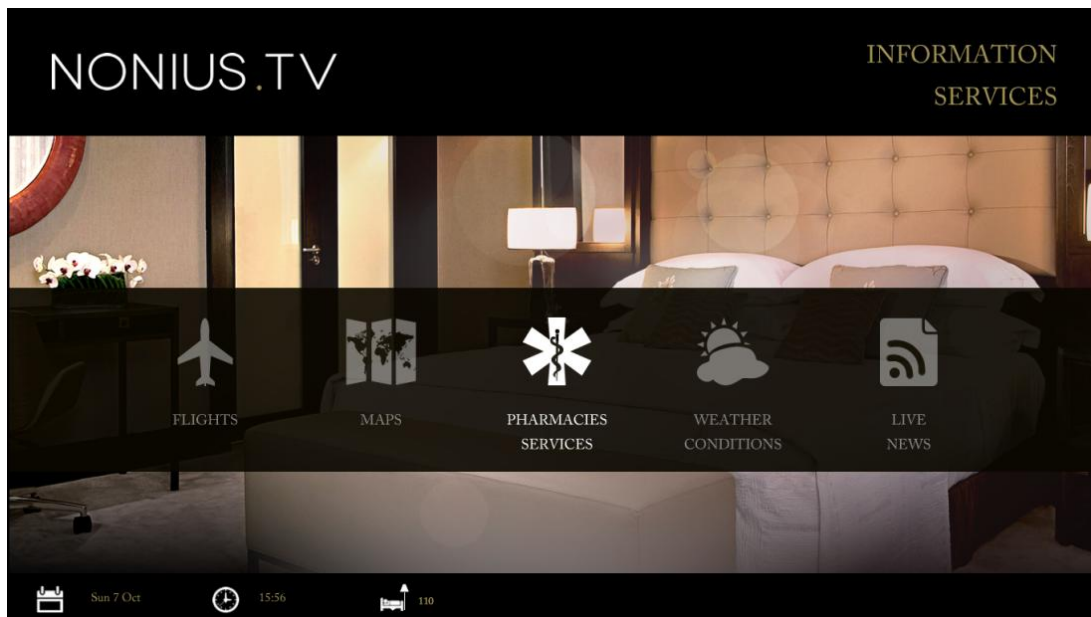 NONIUS.TV
INFORMATION
SERVICES
FLIGHTS
MAPS
PHARMACIES
SERVICES
WEATHER
CONDITIONS
LIVE
NEWS
Sun 7 Oct
15:56
110